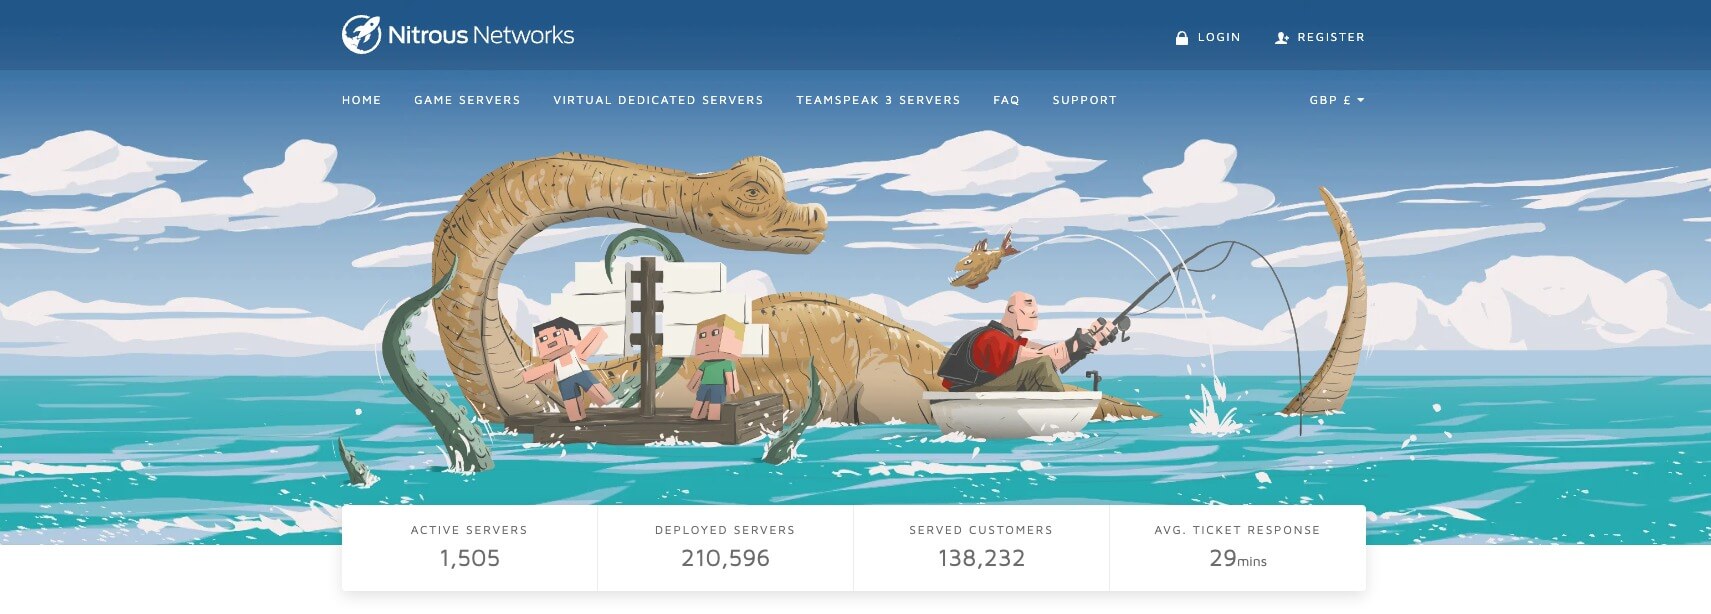 Nitrous Networks
LOGIN
REGISTER
HOME
GAME SERVERS
VIRTUAL DEDICATED SERVERS
TEAMSPEAK 3 SERVERS
FAQ
SUPPORT
GBP £
ACTIVE SERVERS
1,505
DEPLOYED SERVERS
210,596
SERVED CUSTOMERS
138,232
AVG. TICKET RESPONSE
29mins